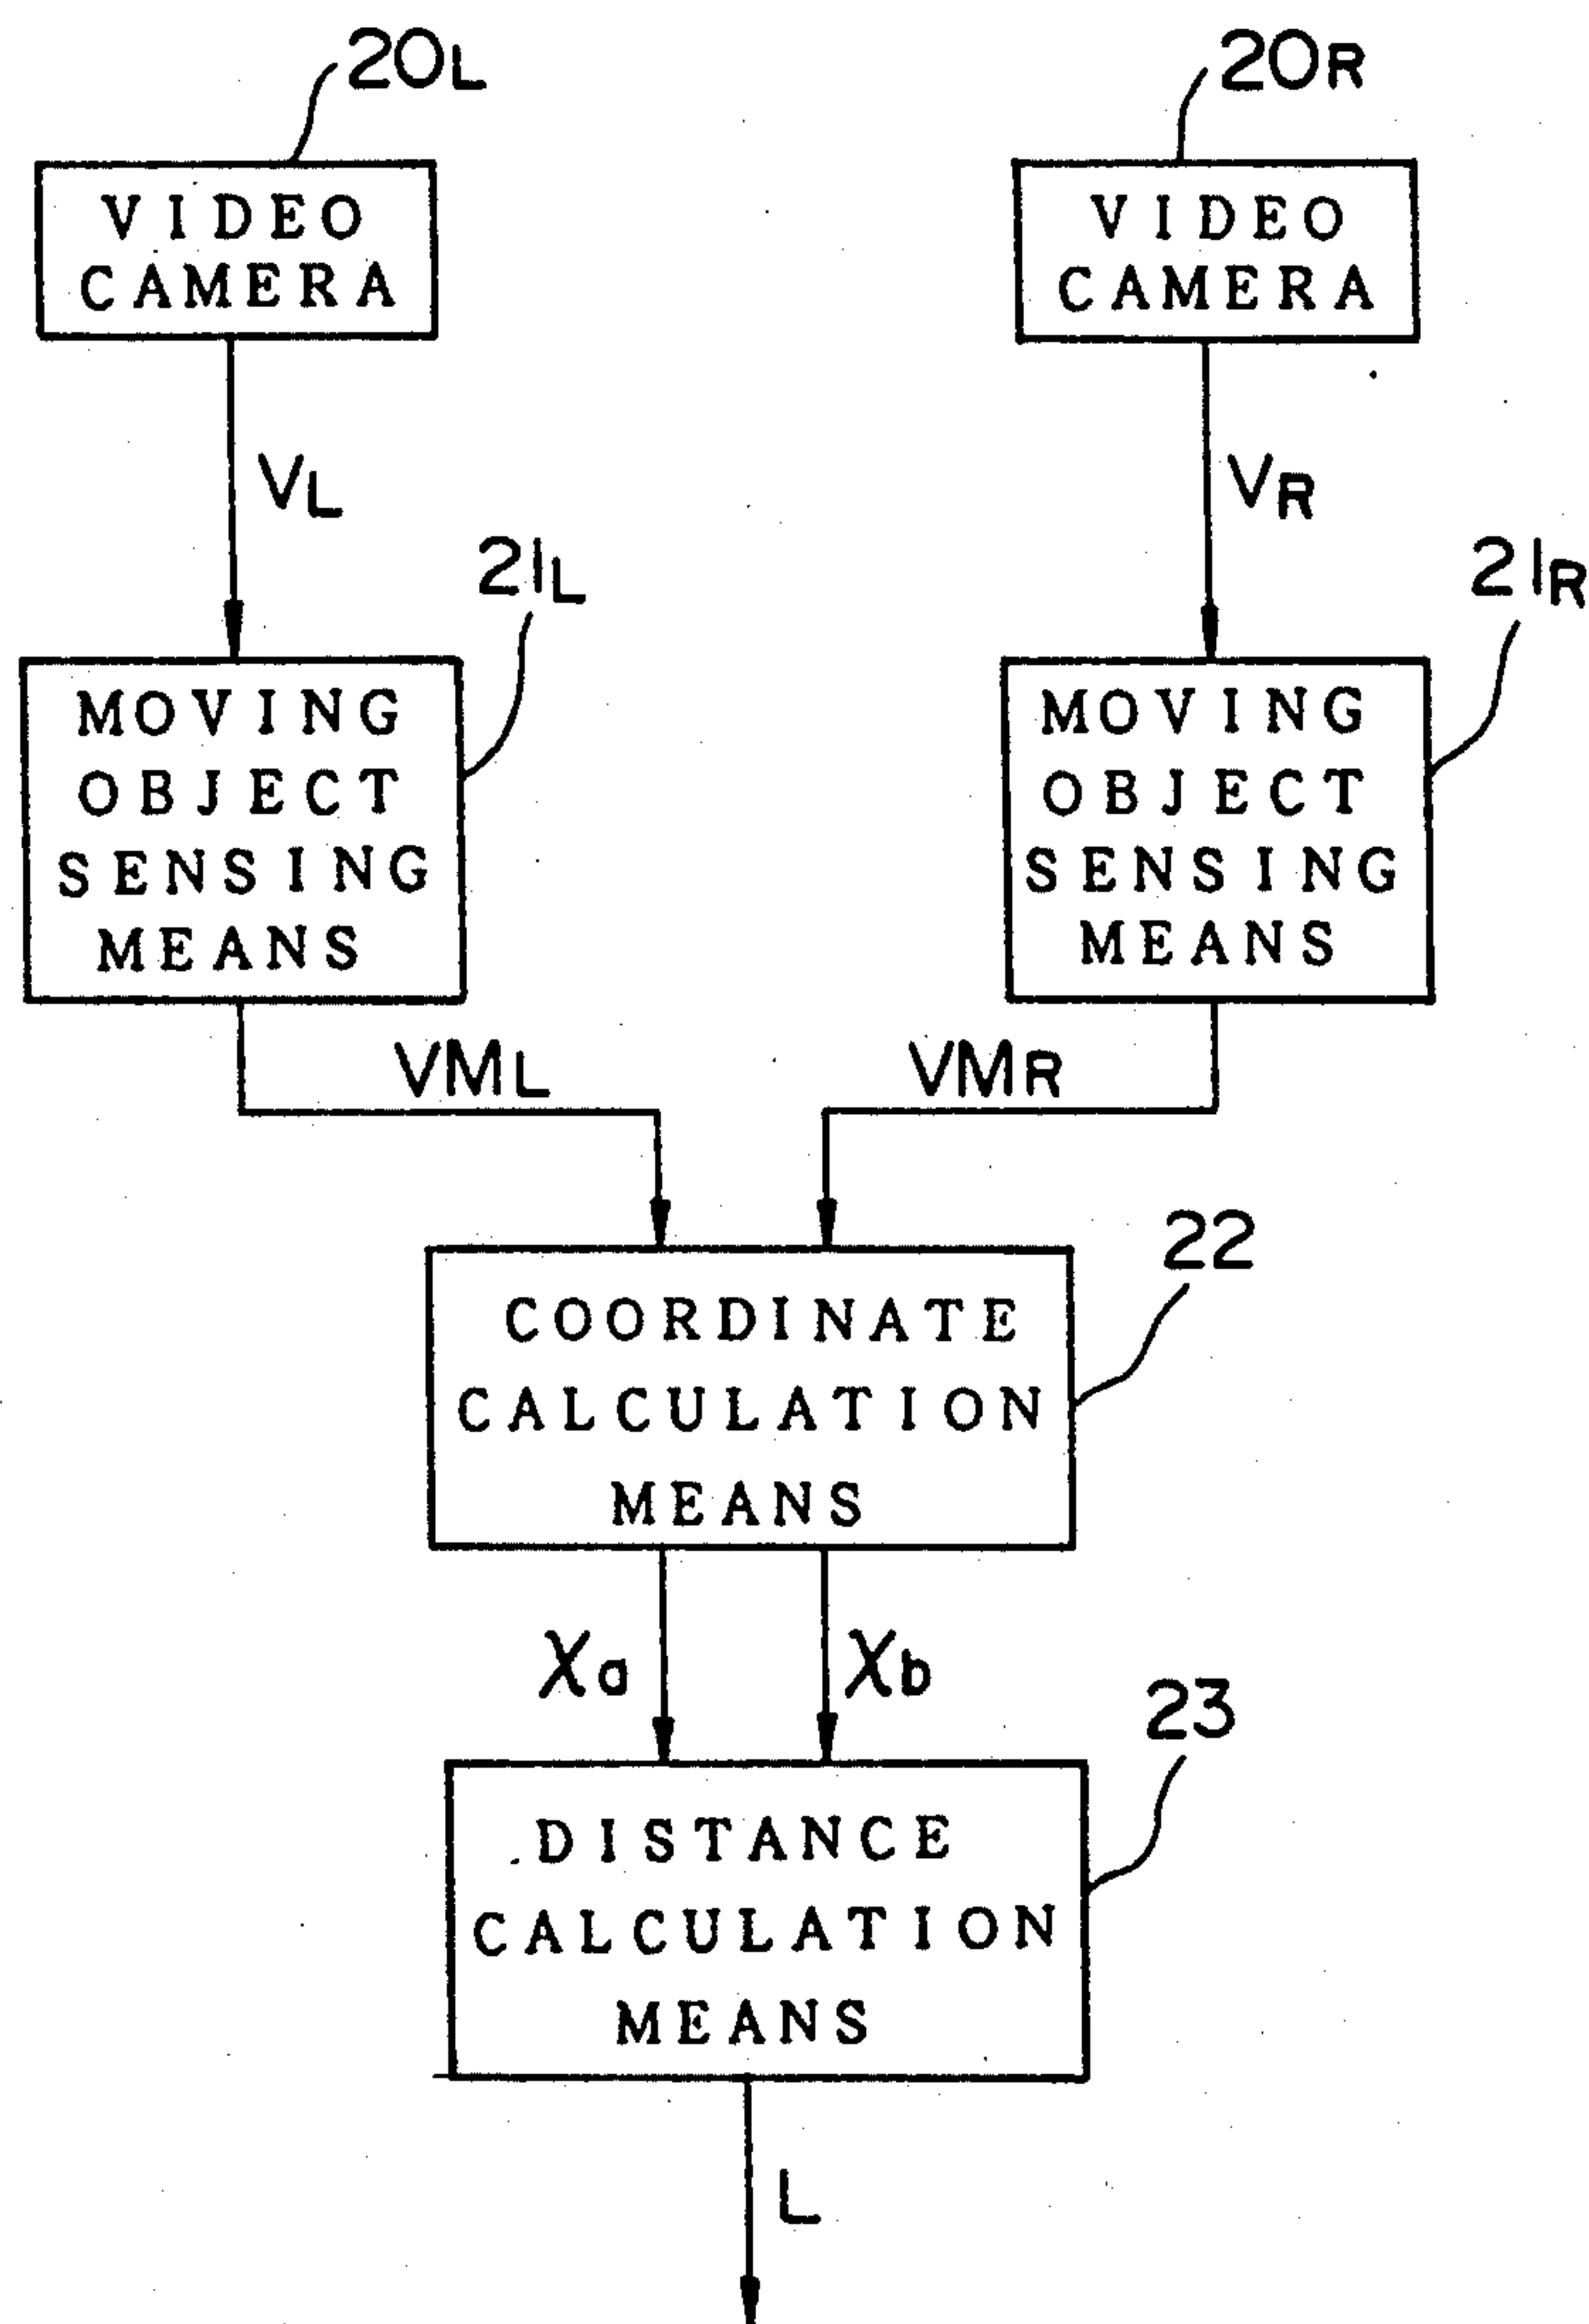 20L
20R
VIDEO
CAMERA
VIDEO
CAMERA
VL
VR
21L
21R
MOVING
OBJECT
SENSING
MEANS
MOVING
OBJECT
SENSING
MEANS
VML
VMR
22
COORDINATE
CALCULATION
MEANS
Xa
Xb
23
DISTANCE
CALCULATION
MEANS
L